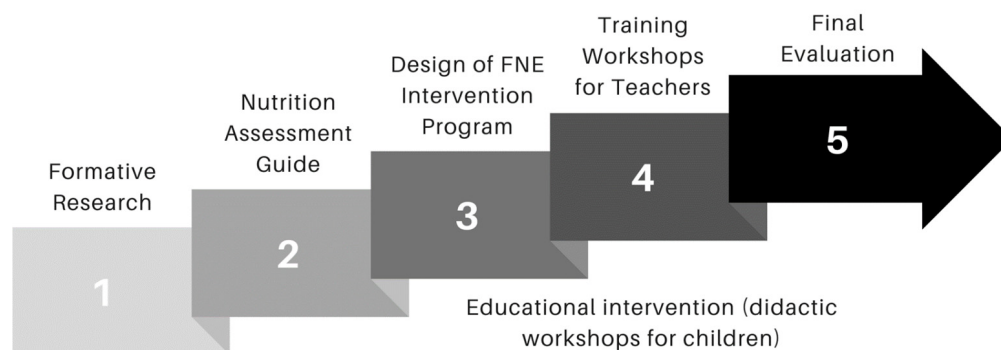 Formative
Research
1
Nutrition
Assessment
Guide
2
Design of FNE
Intervention
Program
3
Training
Workshops
for Teachers
4
Final
Evaluation
5
Educational intervention (didactic
workshops for children)